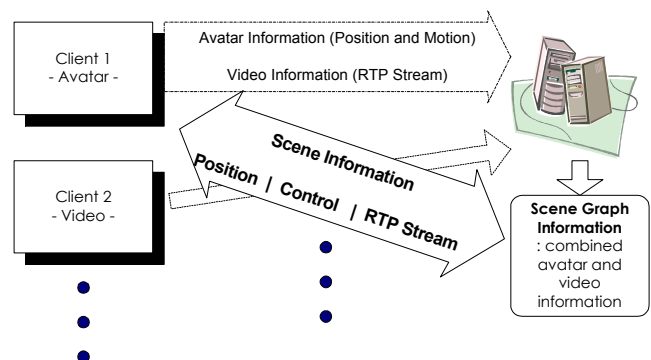 Client 1
- Avatar -
Avatar Information (Position and Motion)
Video Information (RTP Stream)
Client 2
- Video -
Scene Information
Position | Control | RTP Stream
Scene Graph
Information
: combined
avatar and
video
information